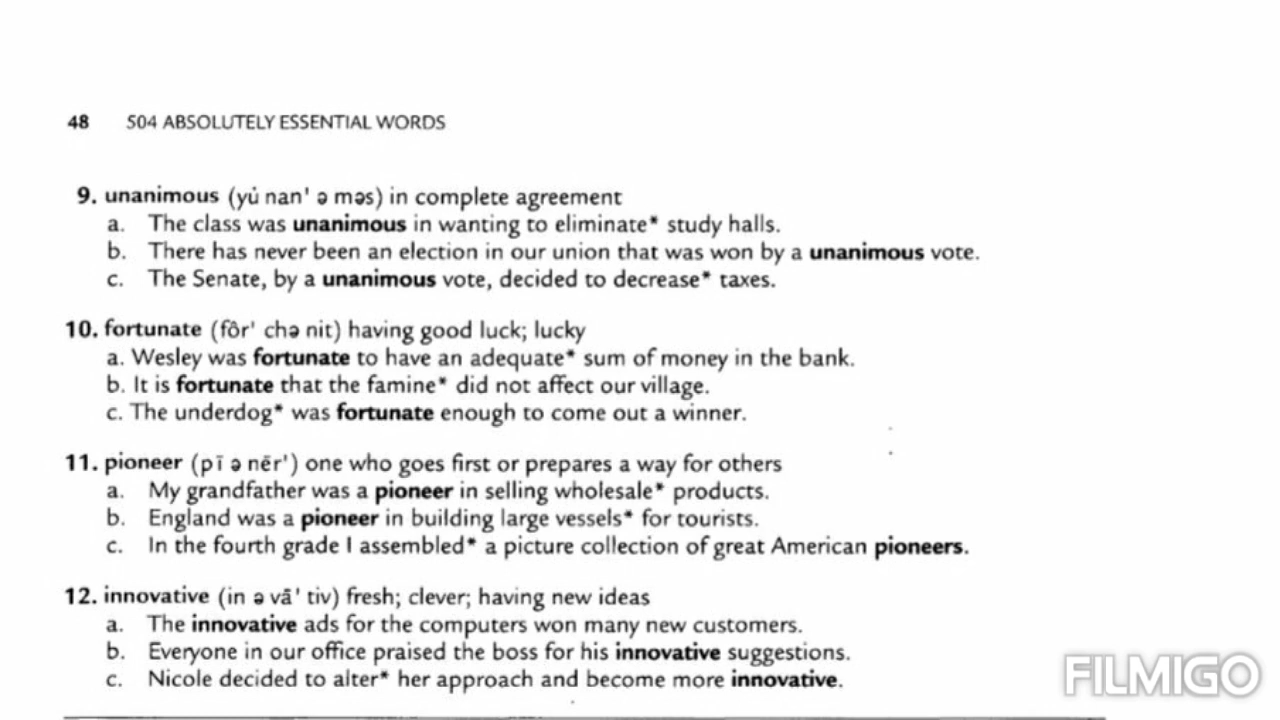 48 504 ABSOLUTELY ESSENTIAL WORDS
9. unanimous (yu̇ nan' ə məs) in complete agreement
a. The class was unanimous in wanting to eliminate* study halls.
b. There has never been an election in our union that was won by a unanimous vote.
c. The Senate, by a unanimous vote, decided to decrease* taxes.
10. fortunate (fôr' chə nit) having good luck; lucky
a. Wesley was fortunate to have an adequate* sum of money in the bank.
b. It is fortunate that the famine* did not affect our village.
c. The underdog* was fortunate enough to come out a winner.
11. pioneer (pī ə nēr') one who goes first or prepares a way for others
a. My grandfather was a pioneer in selling wholesale* products.
b. England was a pioneer in building large vessels* for tourists.
c. In the fourth grade I assembled* a picture collection of great American pioneers.
12. innovative (in ə vā' tiv) fresh; clever; having new ideas
a. The innovative ads for the computers won many new customers.
b. Everyone in our office praised the boss for his innovative suggestions.
c. Nicole decided to alter* her approach and become more innovative.
FILMIGO